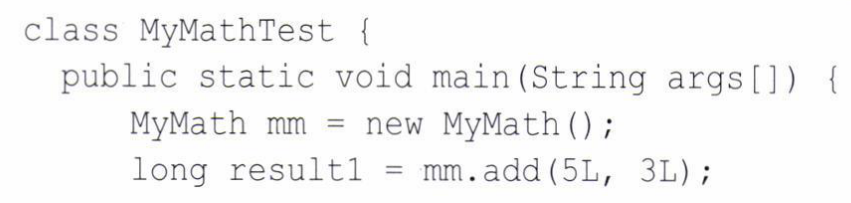 class MyMathTest {
public static void main(String args[]) {
MyMath mm = new MyMath();
long result1 = mm.add(5L, 3L);